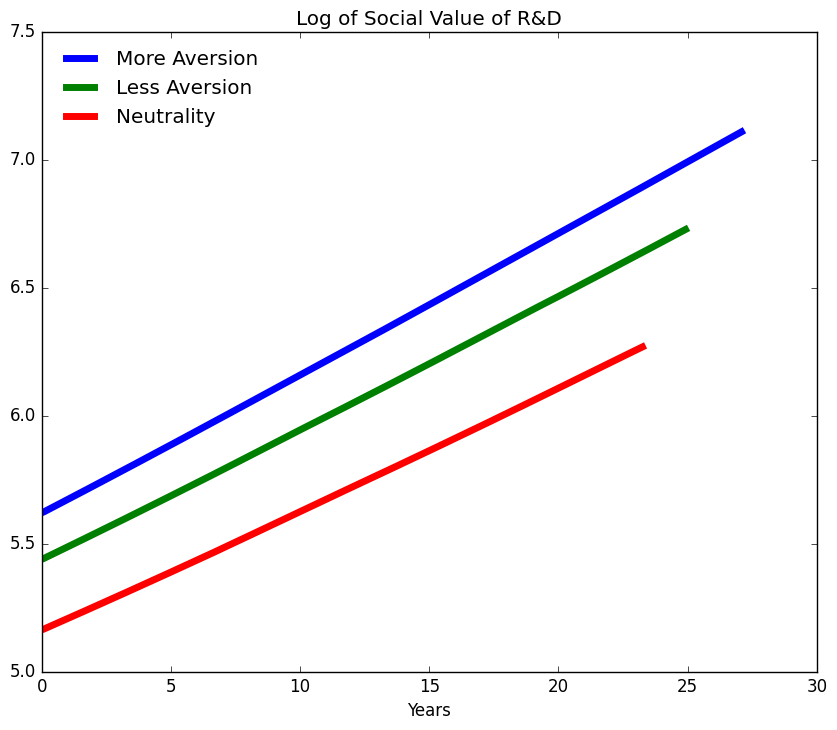 Log of Social Value of R&D
7.5
7.0
6.5
6.0
5.5
5.0
More Aversion
Less Aversion
Neutrality
0 5 10 15 20 25 30
Years